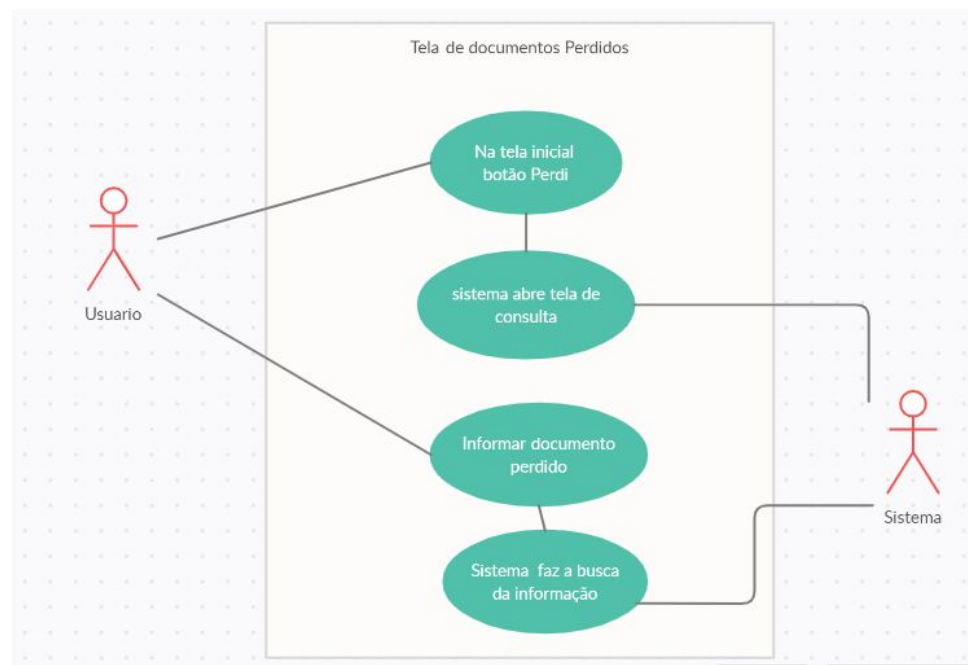 Tela de documentos Perdidos
Na tela inicial
botão Perdi
sistema abre tela de
consulta
Usuario
Informar documento
perdido
Sistema
Sistema faz a busca
da informação